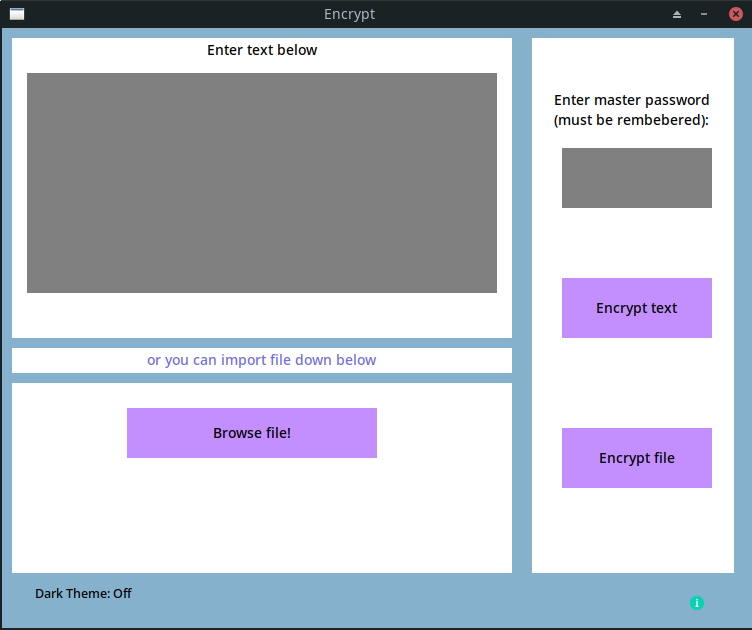 Encrypt
Enter text below
Enter master password
(must be rembebered):
Encrypt text
or you can import file down below
Browse file!
Encrypt file
Dark Theme: Off
i